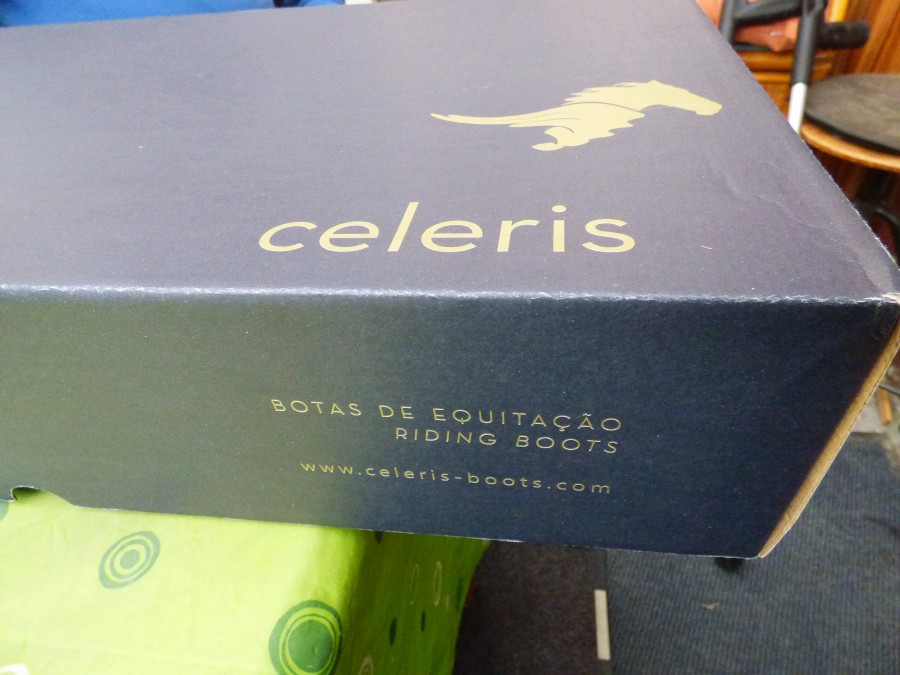 celeris
BOTAS DE EQUITAÇÃO
RIDING BOOTS
www.celeris-boots.com